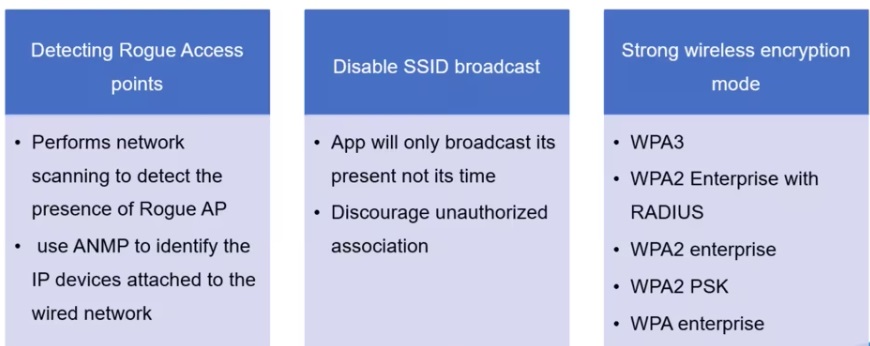 Detecting Rogue Access
points
• Performs network
scanning to detect the
presence of Rogue AP
• use ANMP to identify the
IP devices attached to the
wired network
Disable SSID broadcast
• App will only broadcast its
present not its time
• Discourage unauthorized
association
Strong wireless encryption
mode
• WPA3
• WPA2 Enterprise with
RADIUS
• WPA2 enterprise
• WPA2 PSK
• WPA enterprise